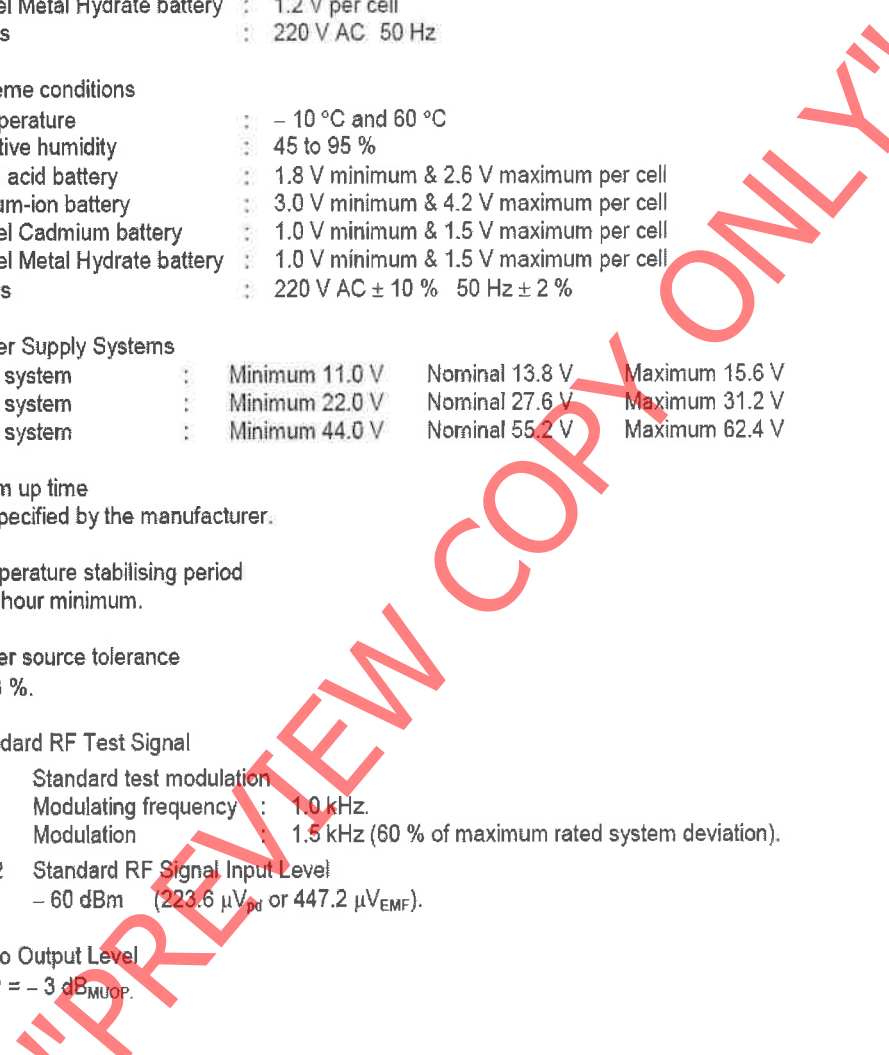 el Metal Hydrate battery : 1.2 V per cell
s : 220 V AC 50 Hz
eme conditions
perature : – 10 °C and 60 °C
tive humidity : 45 to 95 %
acid battery : 1.8 V minimum & 2.6 V maximum per cell
um-ion battery : 3.0 V minimum & 4.2 V maximum per cell
el Cadmium battery : 1.0 V minimum & 1.5 V maximum per cell
el Metal Hydrate battery : 1.0 V minimum & 1.5 V maximum per cell
s : 220 V AC ± 10 % 50 Hz ± 2 %
er Supply Systems
system : Minimum 11.0 V Nominal 13.8 V Maximum 15.6 V
system : Minimum 22.0 V Nominal 27.6 V Maximum 31.2 V
system : Minimum 44.0 V Nominal 55.2 V Maximum 62.4 V
m up time
pecified by the manufacturer.
perature stabilising period
hour minimum.
er source tolerance
%.
dard RF Test Signal
Standard test modulation
Modulating frequency : 1.0 kHz.
Modulation : 1.5 kHz (60 % of maximum rated system deviation).
2 Standard RF Signal Input Level
– 60 dBm (223.6 µVpd or 447.2 µVEMF).
o Output Level
= – 3 dBMUOP.
"PREVIEW COPY ONLY"